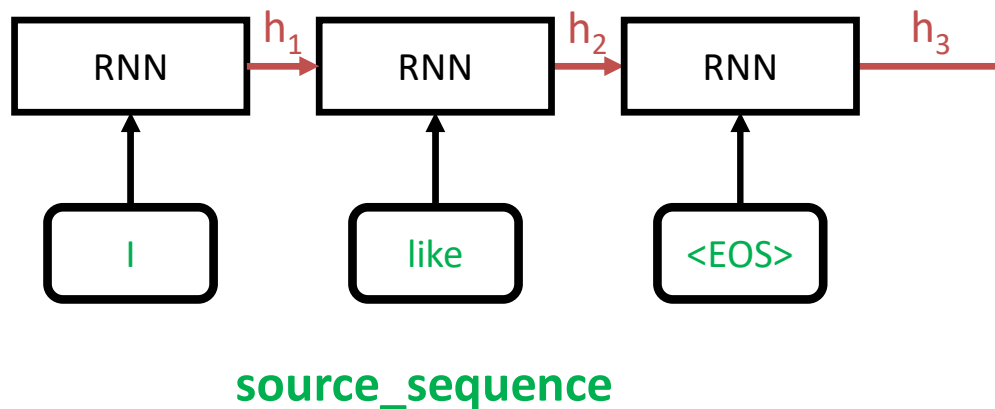 h₁ h₂ h₃
RNN RNN RNN
I like <EOS>
source_sequence